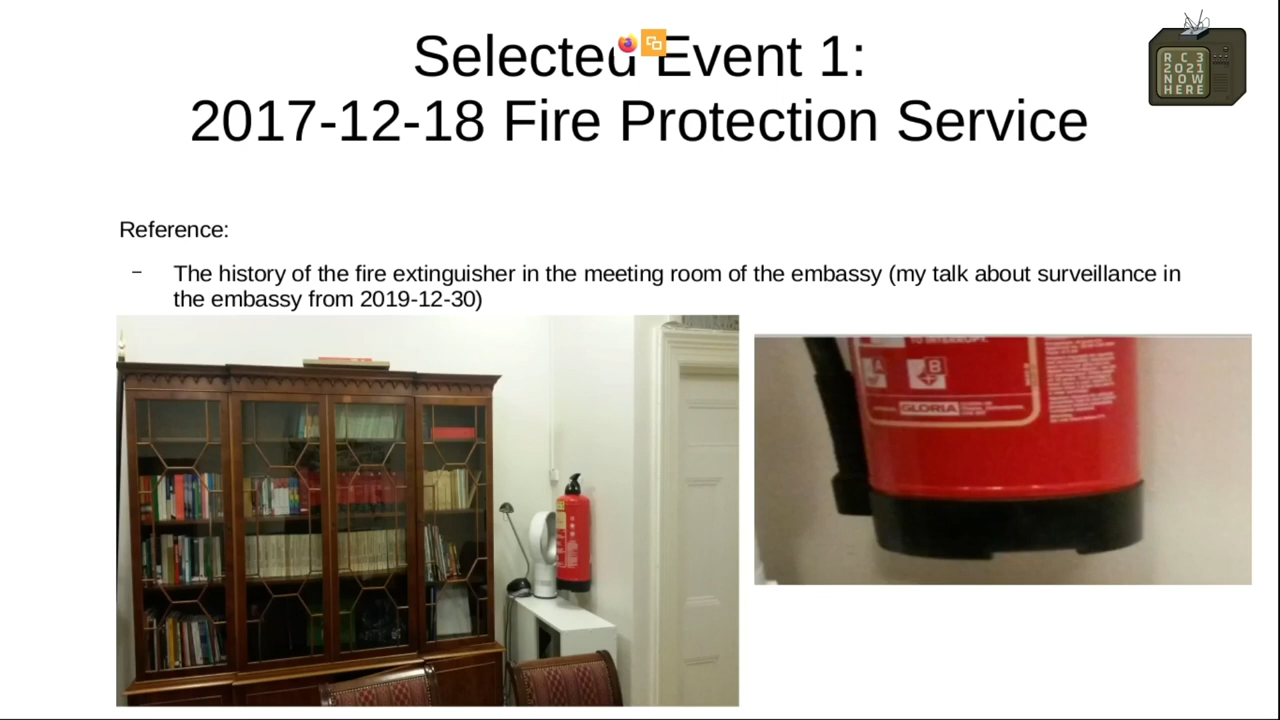 Selected Event 1:
2017-12-18 Fire Protection Service
RC3
2021
NOW
HERE
Reference:
– The history of the fire extinguisher in the meeting room of the embassy (my talk about surveillance in
the embassy from 2019-12-30)
TO INTERRUPT.
A B
GLORIA